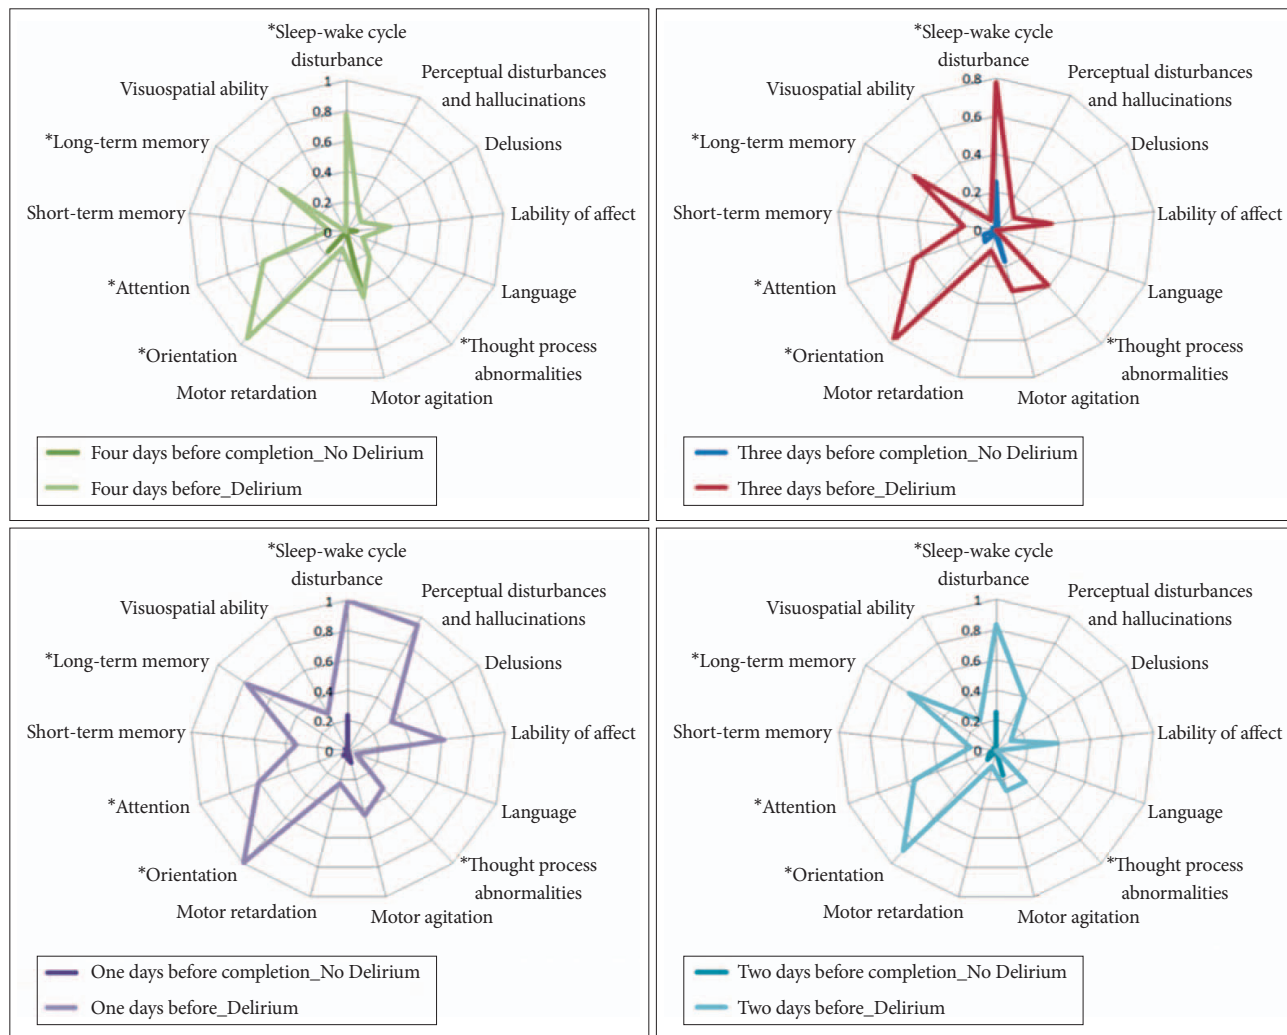 *Sleep-wake cycle
disturbance
Perceptual disturbances
and hallucinations
Delusions
Lability of affect
Language
*Thought process
abnormalities
Motor agitation
Motor retardation
*Orientation
*Attention
Short-term memory
*Long-term memory
Visuospatial ability
1
0.8
0.6
0.4
0.2
0
Four days before completion_No Delirium
Four days before_Delirium
*Sleep-wake cycle
disturbance
Perceptual disturbances
and hallucinations
Delusions
Lability of affect
Language
*Thought process
abnormalities
Motor agitation
Motor retardation
*Orientation
*Attention
Short-term memory
*Long-term memory
Visuospatial ability
0.8
0.6
0.4
0.2
0
Three days before completion_No Delirium
Three days before_Delirium
*Sleep-wake cycle
disturbance
Perceptual disturbances
and hallucinations
Delusions
Lability of affect
Language
*Thought process
abnormalities
Motor agitation
Motor retardation
*Orientation
*Attention
Short-term memory
*Long-term memory
Visuospatial ability
1
0.8
0.6
0.4
0.2
0
One days before completion_No Delirium
One days before_Delirium
*Sleep-wake cycle
disturbance
Perceptual disturbances
and hallucinations
Delusions
Lability of affect
Language
*Thought process
abnormalities
Motor agitation
Motor retardation
*Orientation
*Attention
Short-term memory
*Long-term memory
Visuospatial ability
1
0.8
0.6
0.4
0.2
0
Two days before completion_No Delirium
Two days before_Delirium